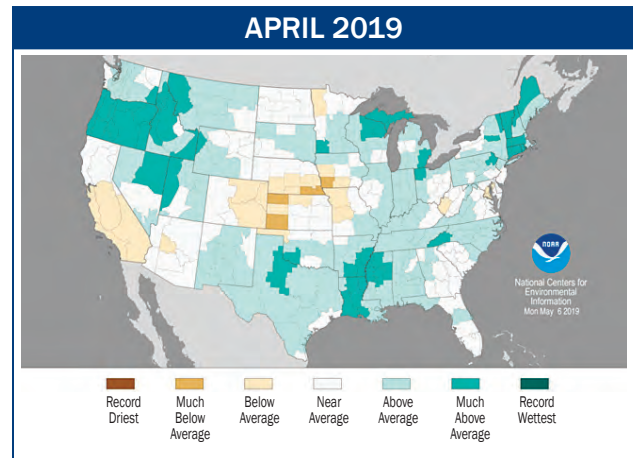 APRIL 2019
NOAA
National Centers for
Environmental
Information
Mon May 6 2019
Record
Driest
Much
Below
Average
Below
Average
Near
Average
Above
Average
Much
Above
Average
Record
Wettest